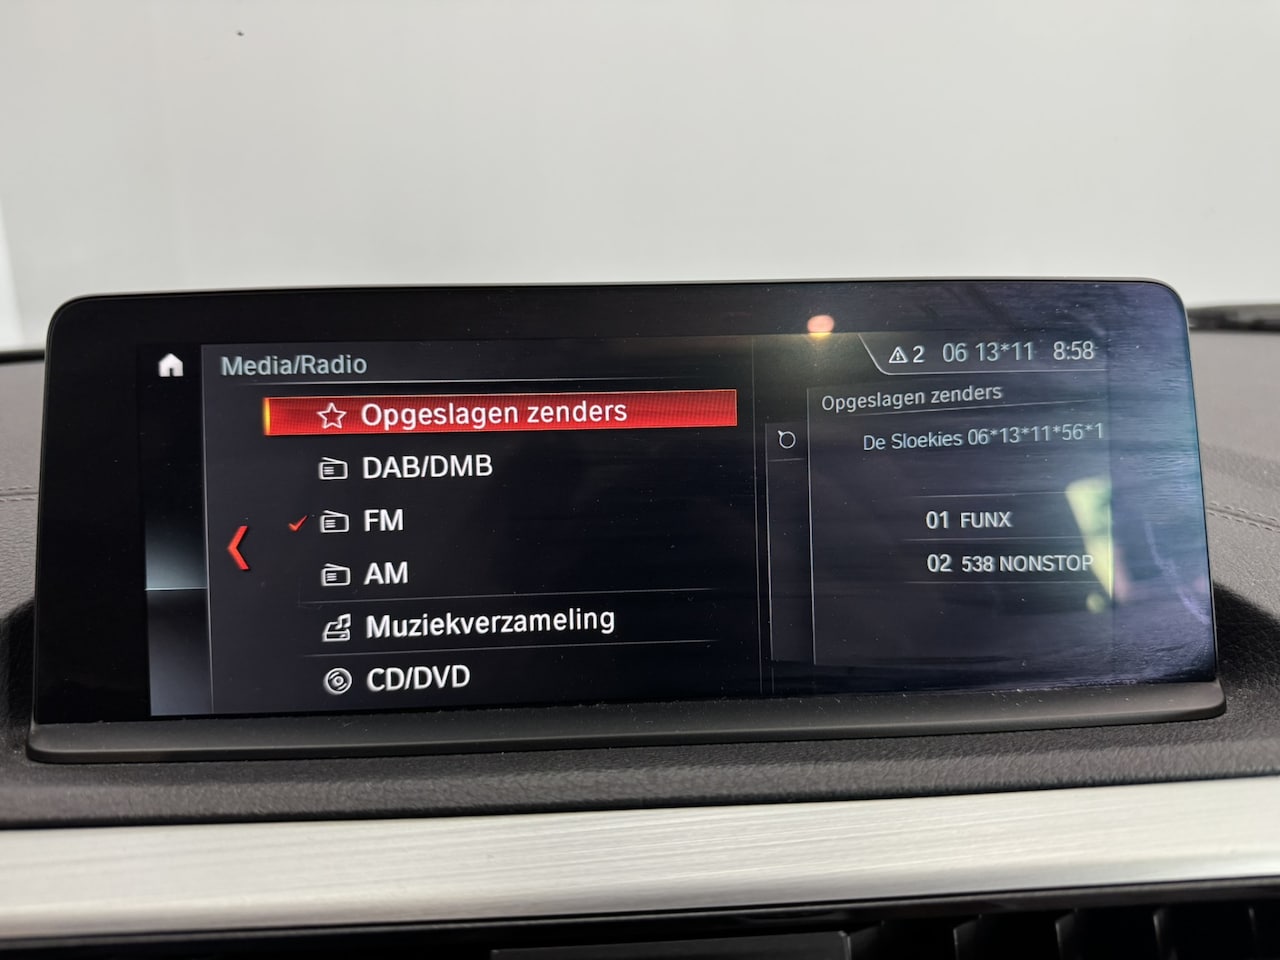 Media/Radio
2 06 13*11 8:58
Opgeslagen zenders
DAB/DMB
FM
AM
Muziekverzameling
CD/DVD
Opgeslagen zenders
De Sloekies 06*13*11*56*1
01 FUNX
02 538 NONSTOP